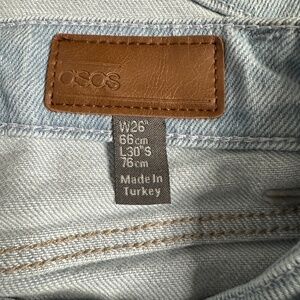 asos
W26"
66cm
L30"S
76cm
Made In
Turkey